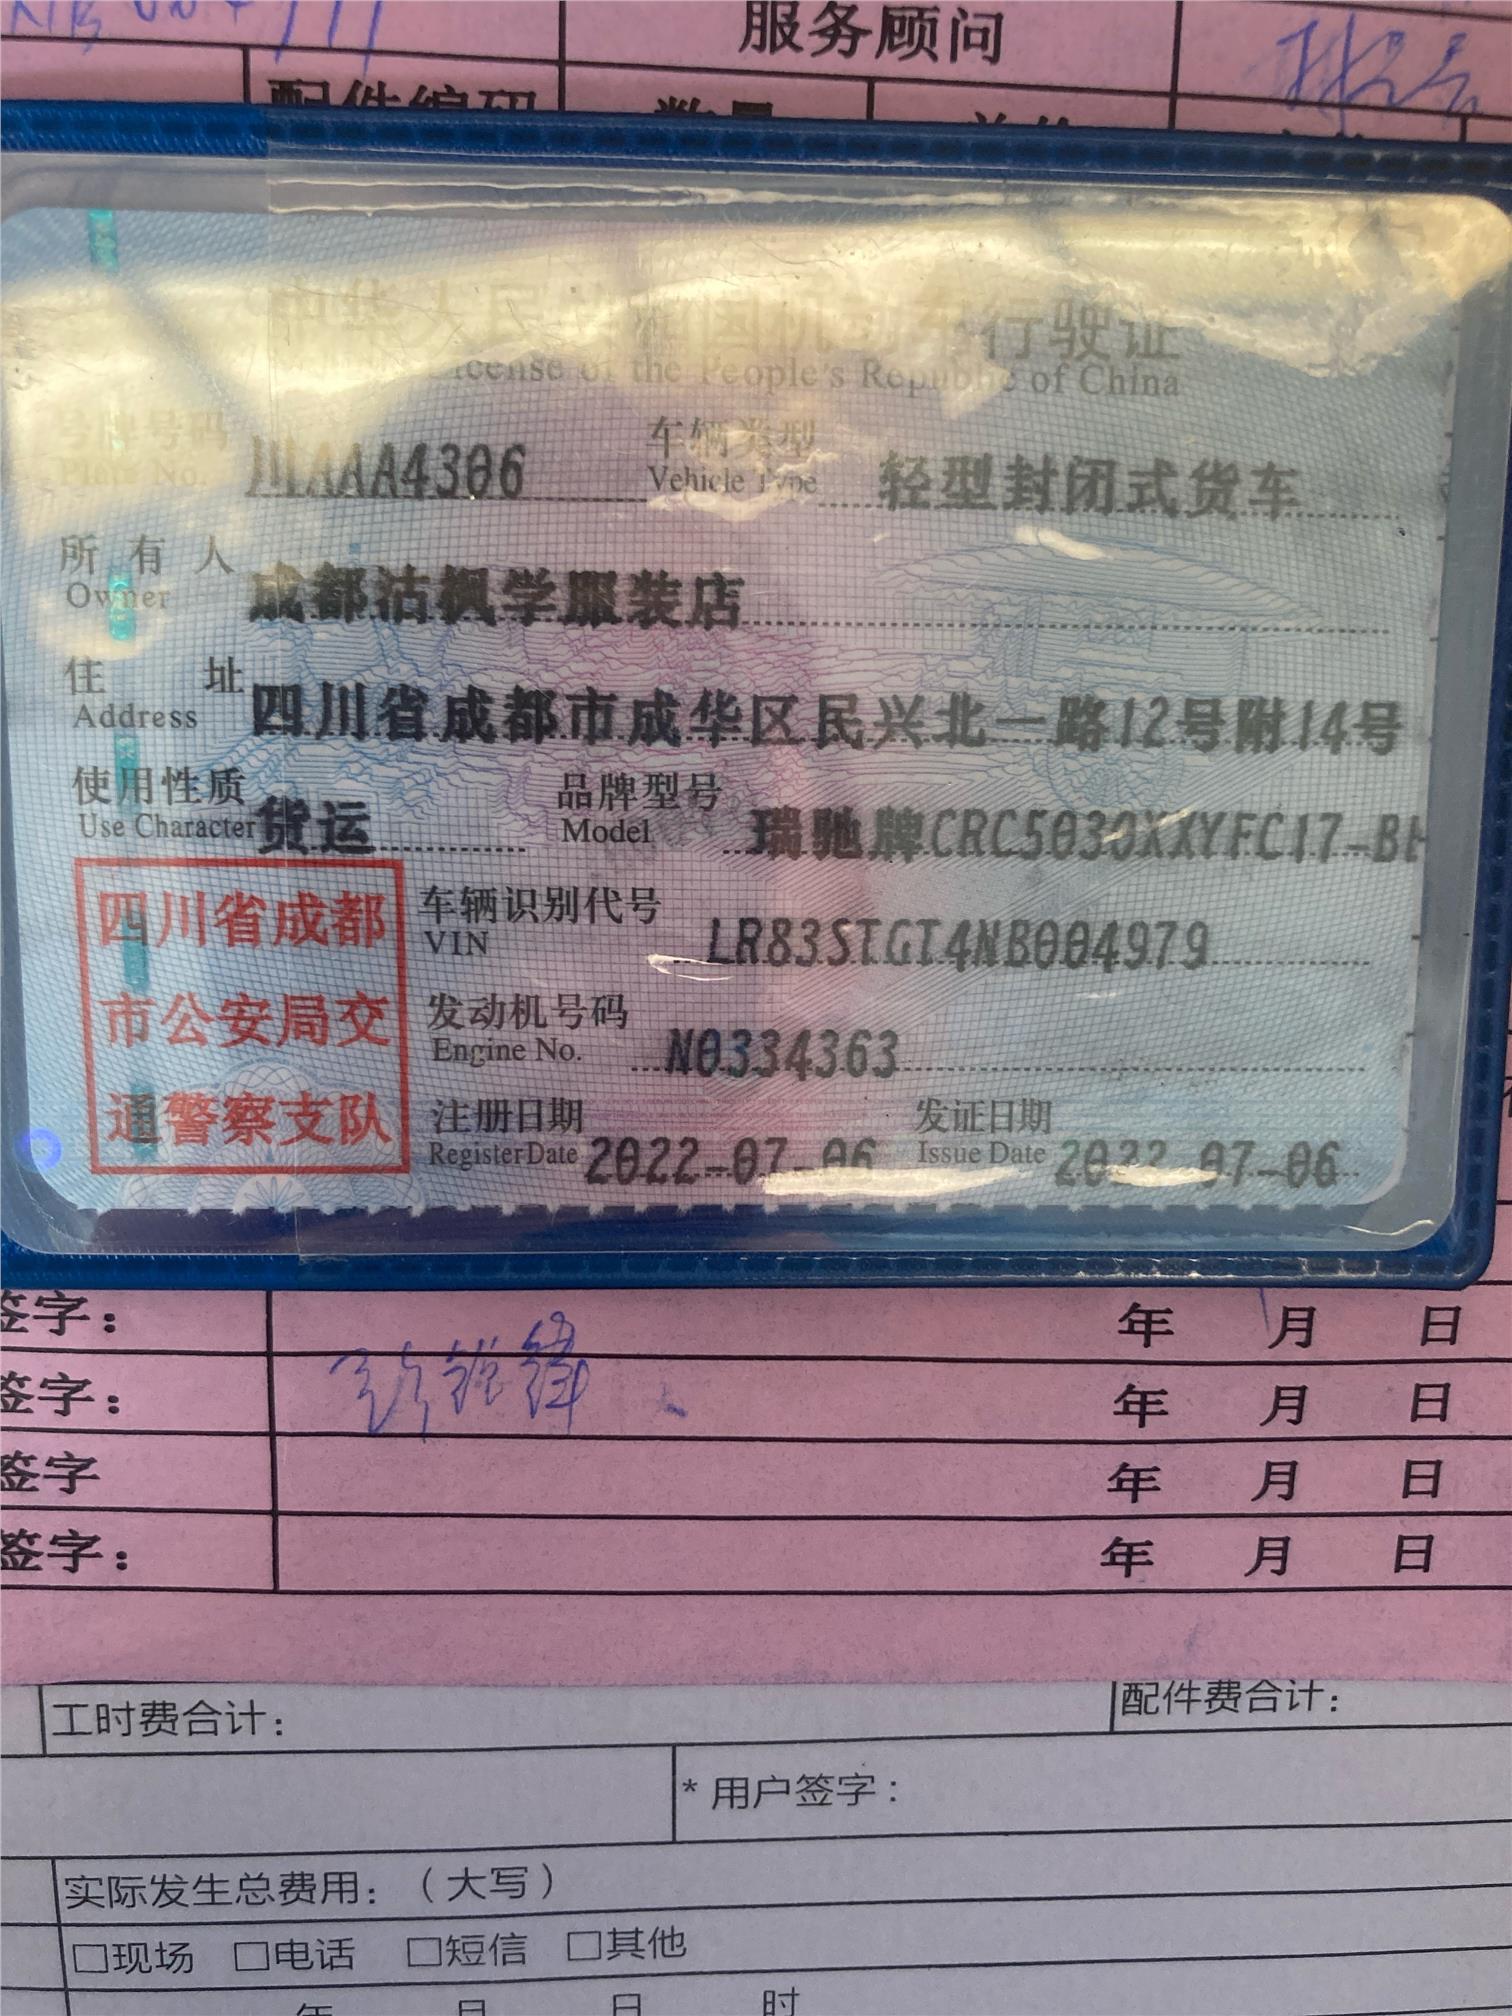 服务顾问
配件编码 数量 单价
中华人民共和国机动车行驶证
License of the People's Republic of China
号牌号码 川AAA4306 车辆类型 轻型封闭式货车
Plate No. Vehicle Type
所有人 成都沽枫学服装店
Owner
住址 四川省成都市成华区民兴北一路12号附14号
Address
使用性质 货运 品牌型号 瑞驰牌CRC5030XXYFC17-BH
Use Character Model
四川省成都
市公安局交
通警察支队
车辆识别代号 LR83STGT4NB004979
VIN
发动机号码 N0334363
Engine No.
注册日期 2022-07-06 发证日期 2022-07-06
Register Date Issue Date
签字： 年 月 日
签字： 年 月 日
签字 年 月 日
签字： 年 月 日
工时费合计： 配件费合计：
* 用户签字：
实际发生总费用：（大写）
□现场 □电话 □短信 □其他
年 月 日 时